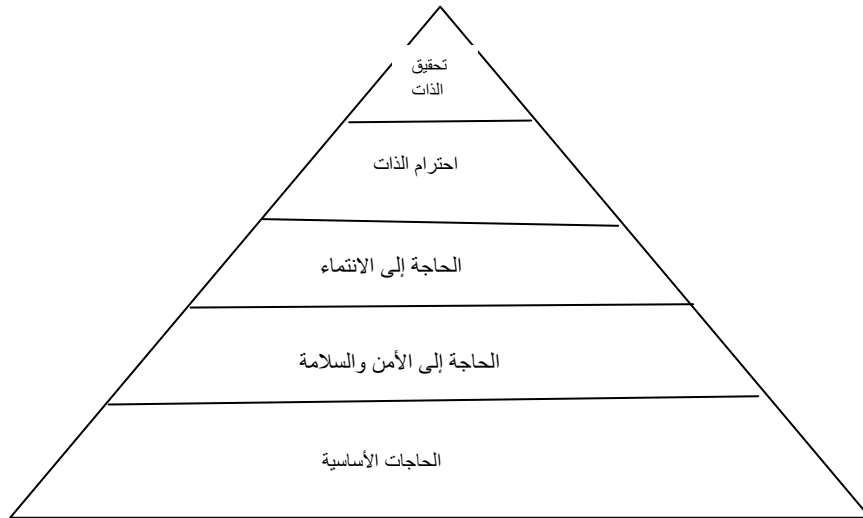 تحقيق
الذات
احترام الذات
الحاجة إلى الانتماء
الحاجة إلى الأمن والسلامة
الحاجات الأساسية